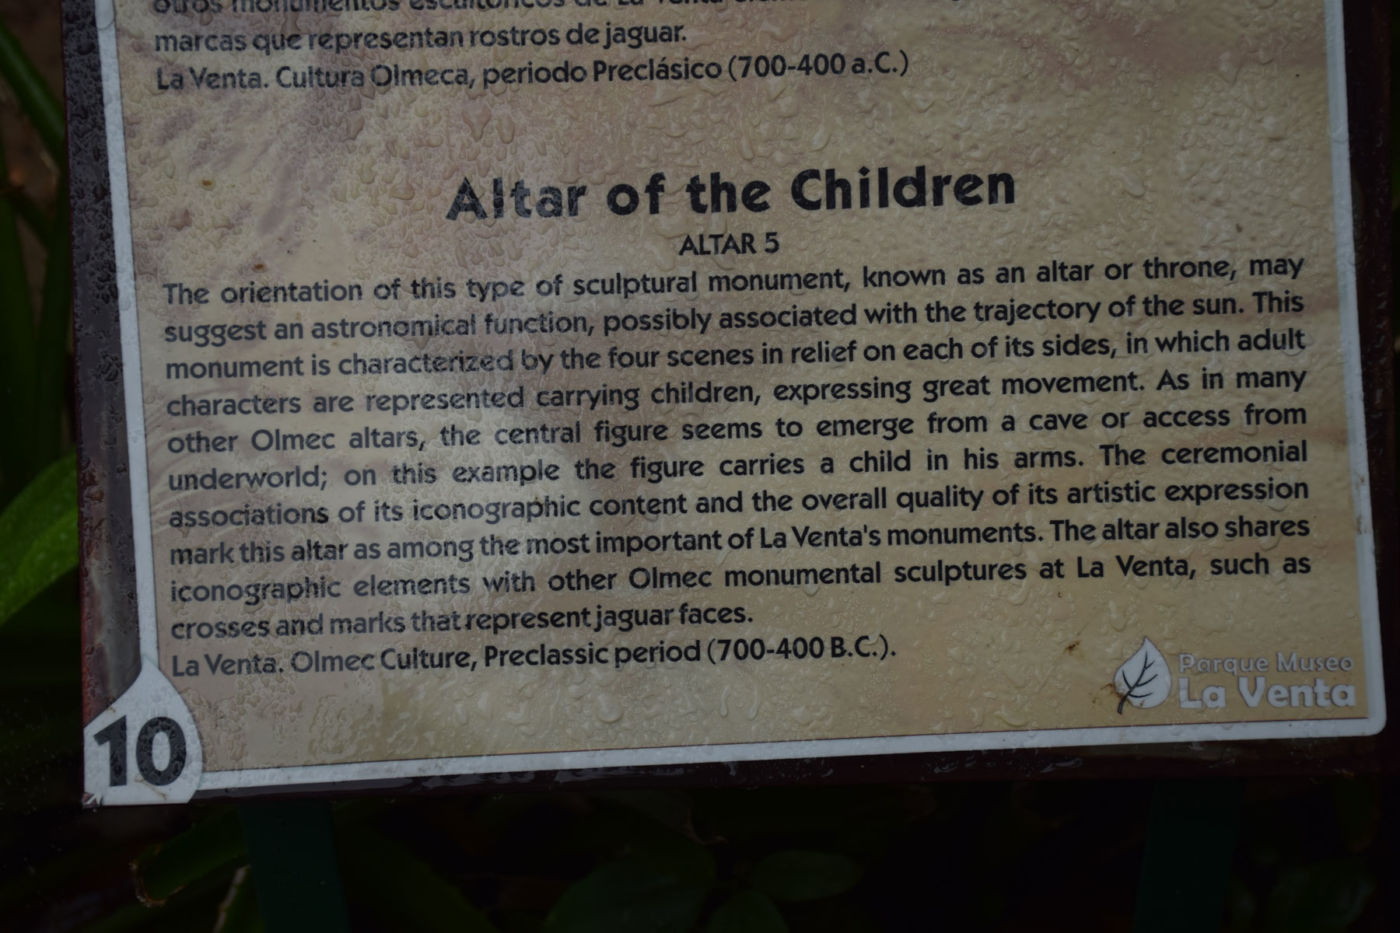 otros monumentos escultóricos de La Venta
marcas que representan rostros de jaguar.
La Venta. Cultura Olmeca, periodo Preclásico (700-400 a.C.)
Altar of the Children
ALTAR 5
The orientation of this type of sculptural monument, known as an altar or throne, may
suggest an astronomical function, possibly associated with the trajectory of the sun. This
monument is characterized by the four scenes in relief on each of its sides, in which adult
characters are represented carrying children, expressing great movement. As in many
other Olmec altars, the central figure seems to emerge from a cave or access from
underworld; on this example the figure carries a child in his arms. The ceremonial
associations of its iconographic content and the overall quality of its artistic expression
mark this altar as among the most important of La Venta's monuments. The altar also shares
iconographic elements with other Olmec monumental sculptures at La Venta, such as
crosses and marks that represent jaguar faces.
La Venta. Olmec Culture, Preclassic period (700-400 B.C.).
Parque Museo
La Venta
10